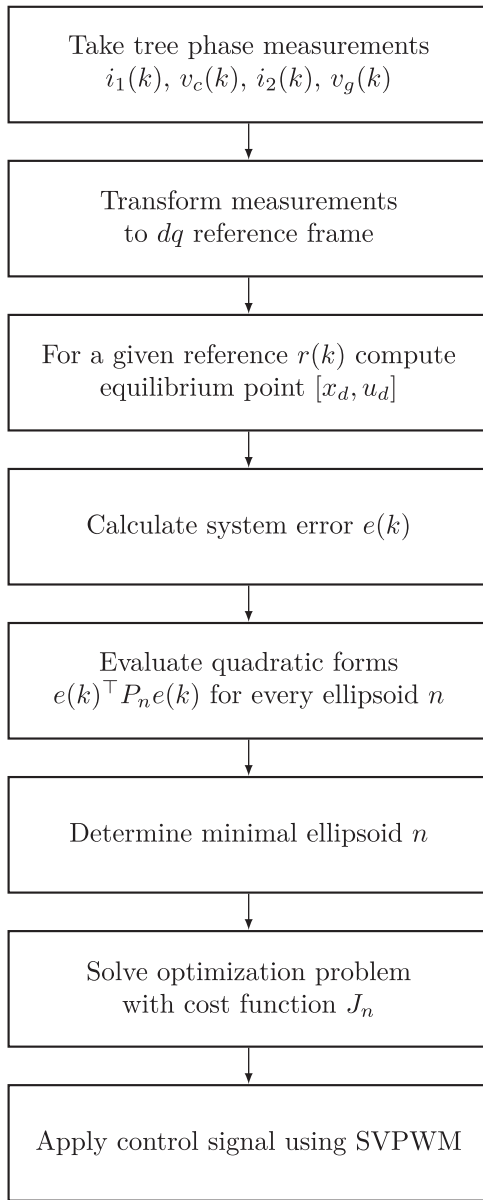 Take tree phase measurements
i₁(k), v_c(k), i₂(k), v_g(k)
Transform measurements
to dq reference frame
For a given reference r(k) compute
equilibrium point [x_d, u_d]
Calculate system error e(k)
Evaluate quadratic forms
e(k)^⊤ P_n e(k) for every ellipsoid n
Determine minimal ellipsoid n
Solve optimization problem
with cost function J_n
Apply control signal using SVPWM